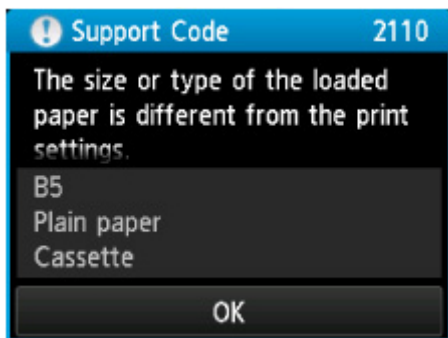 Support Code 2110
The size or type of the loaded
paper is different from the print
settings.
B5
Plain paper
Cassette
OK